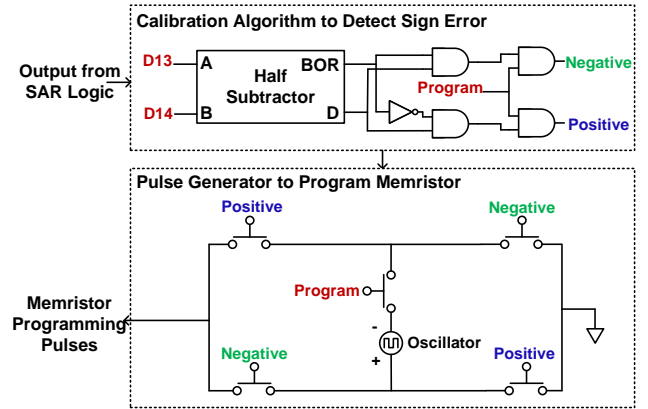 Calibration Algorithm to Detect Sign Error
Output from
SAR Logic
D13
A
BOR
Half
Subtractor
D14
B
D
Program
Negative
Positive
Pulse Generator to Program Memristor
Positive
Negative
Program
-
Oscillator
+
Memristor
Programming
Pulses
Negative
Positive